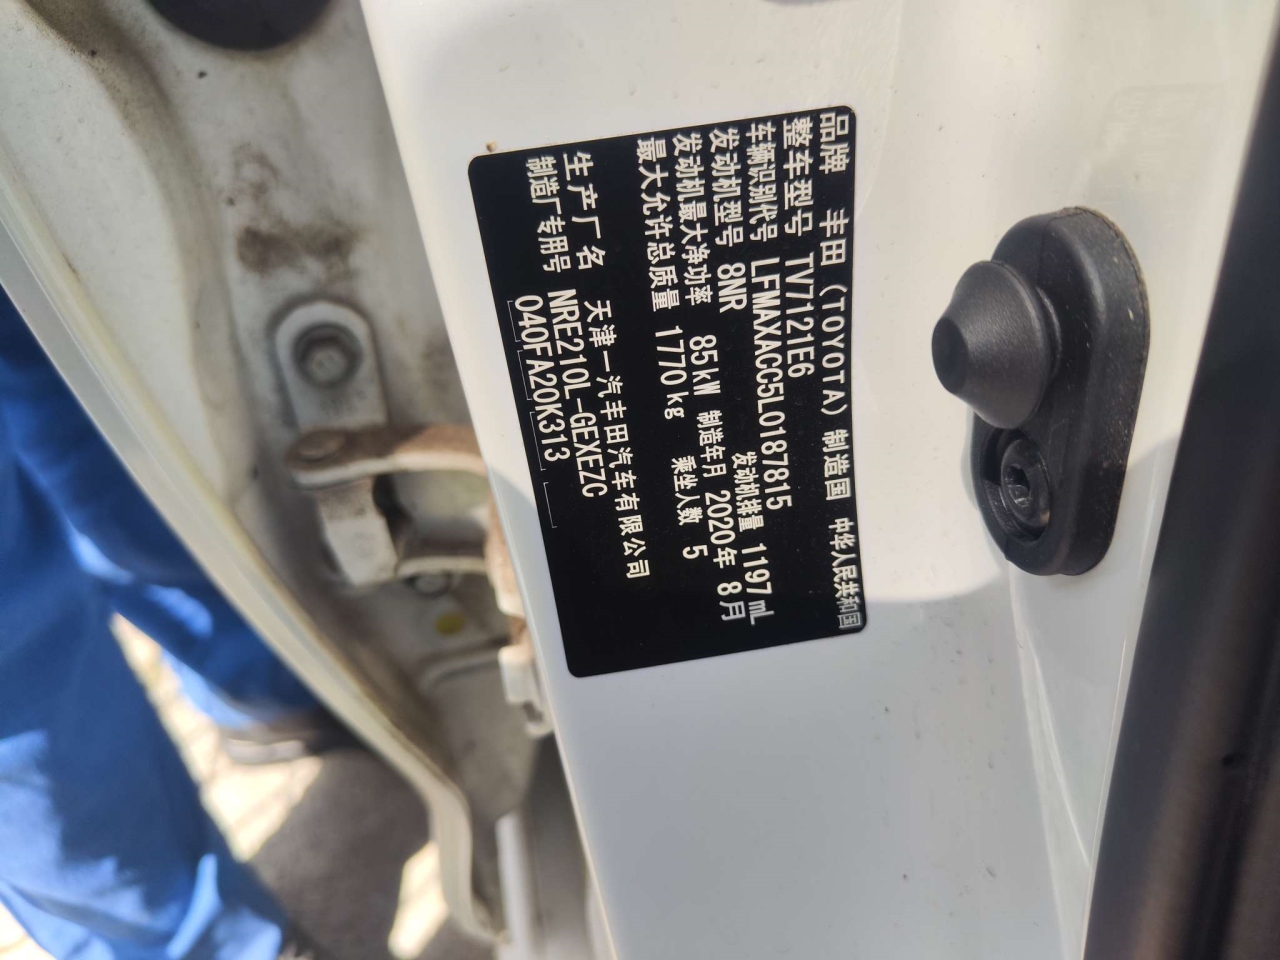 品牌 丰田（TOYOTA） 制造国 中华人民共和国
整车型号 TV7121E6
车辆识别代号 LFMAXACC5L0187815
发动机型号 8NR 发动机排量 1197 mL
发动机最大净功率 85kW 制造年月 2020年 8月
最大允许总质量 1770kg 乘坐人数 5
生产厂名 天津一汽丰田汽车有限公司
制造厂专用号 NRE210L-GEXEZC
040FA20K313